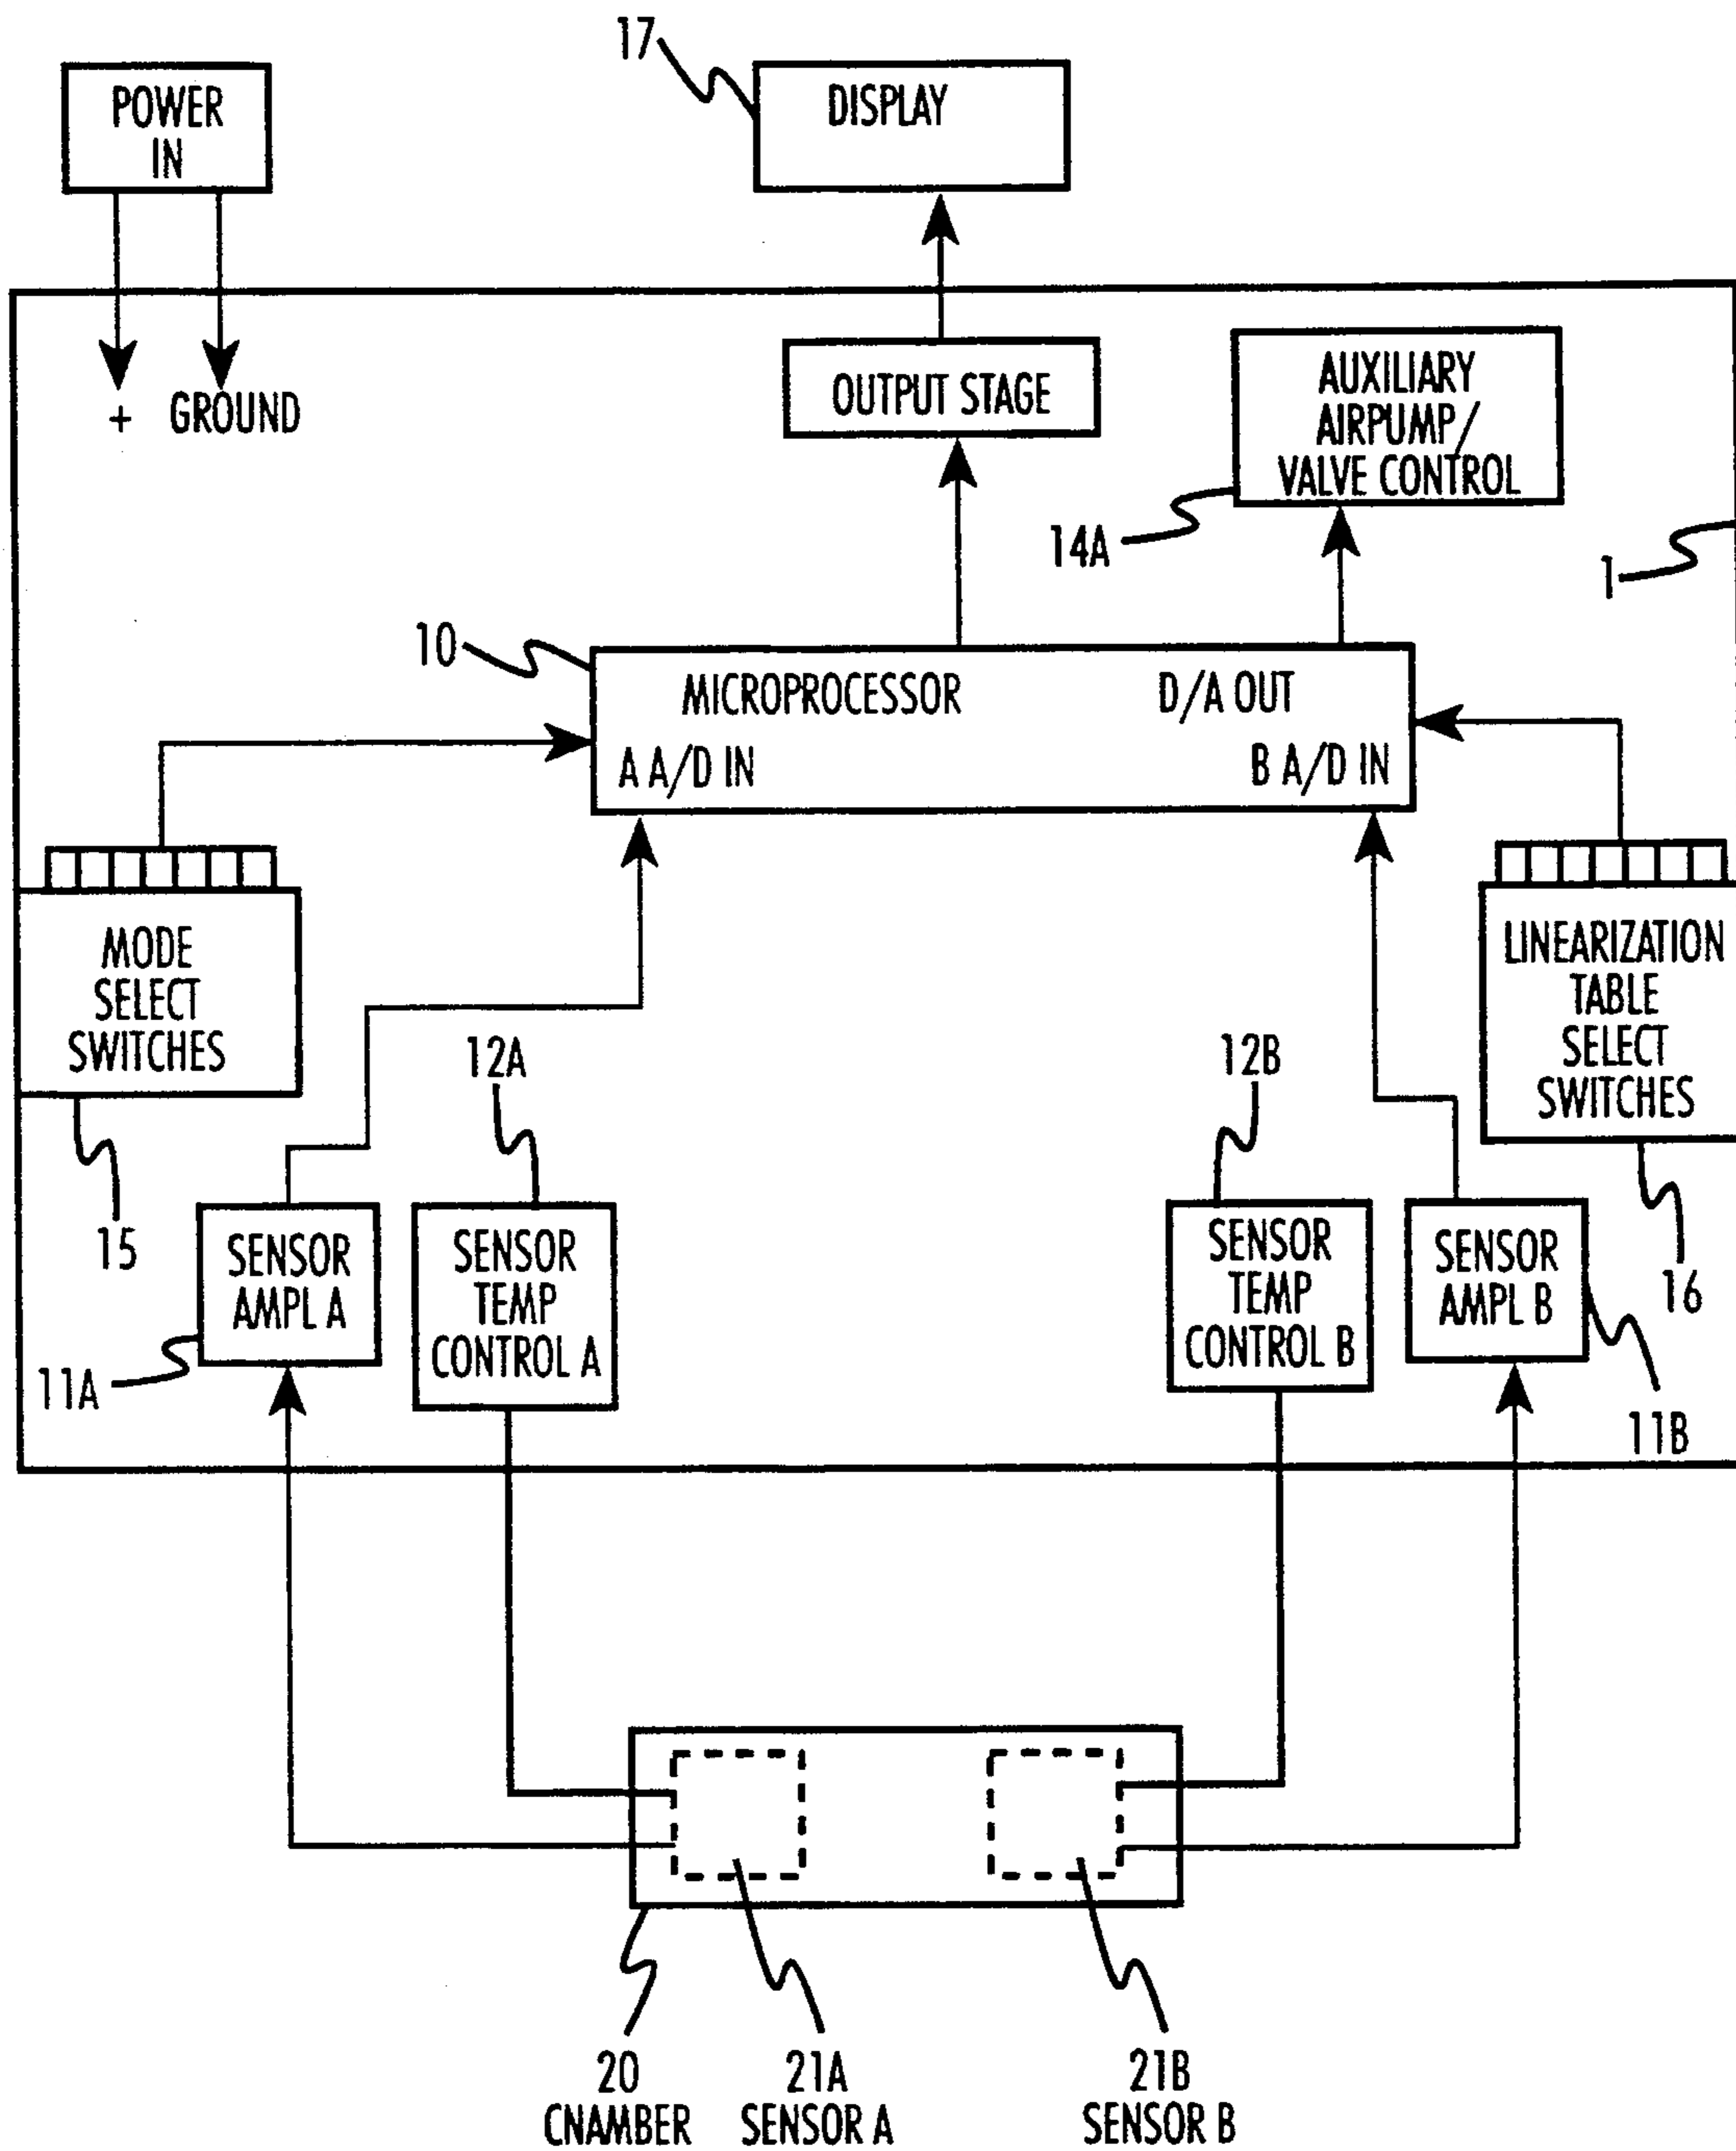 17
POWER
IN
DISPLAY
+ GROUND
OUTPUT STAGE
AUXILIARY
AIRPUMP/
VALVE CONTROL
14A
1
10
MICROPROCESSOR
D/A OUT
A A/D IN
B A/D IN
MODE
SELECT
SWITCHES
15
LINEARIZATION
TABLE
SELECT
SWITCHES
16
12A
12B
SENSOR
AMPL A
11A
SENSOR
TEMP
CONTROL A
SENSOR
TEMP
CONTROL B
SENSOR
AMPL B
11B
20
CNAMBER
21A
SENSOR A
21B
SENSOR B